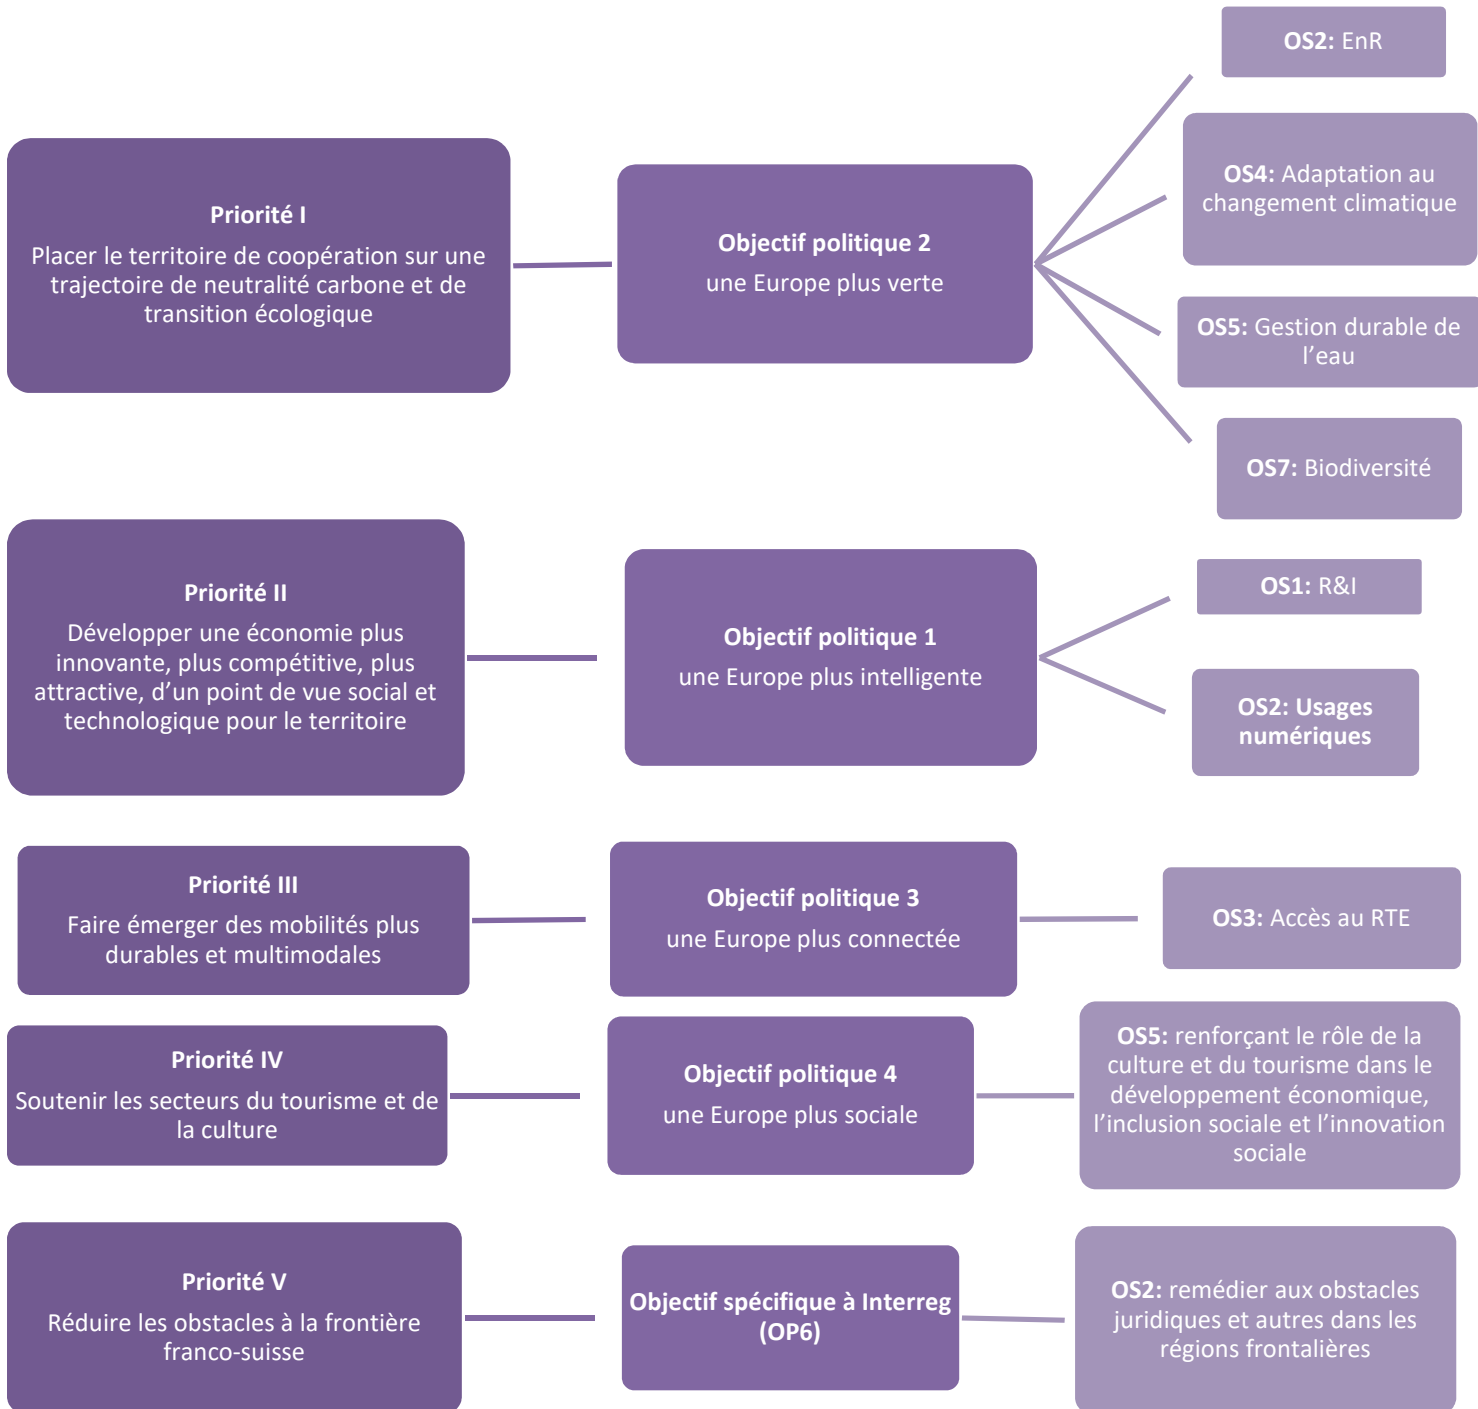 Priorité I
Placer le territoire de coopération sur une
trajectoire de neutralité carbone et de
transition écologique
Objectif politique 2
une Europe plus verte
OS2: EnR
OS4: Adaptation au
changement climatique
OS5: Gestion durable de
l’eau
OS7: Biodiversité
Priorité II
Développer une économie plus
innovante, plus compétitive, plus
attractive, d’un point de vue social et
technologique pour le territoire
Objectif politique 1
une Europe plus intelligente
OS1: R&I
OS2: Usages
numériques
Priorité III
Faire émerger des mobilités plus
durables et multimodales
Objectif politique 3
une Europe plus connectée
OS3: Accès au RTE
Priorité IV
Soutenir les secteurs du tourisme et de
la culture
Objectif politique 4
une Europe plus sociale
OS5: renforçant le rôle de la
culture et du tourisme dans le
développement économique,
l’inclusion sociale et l’innovation
sociale
Priorité V
Réduire les obstacles à la frontière
franco-suisse
Objectif spécifique à Interreg
(OP6)
OS2: remédier aux obstacles
juridiques et autres dans les
régions frontalières